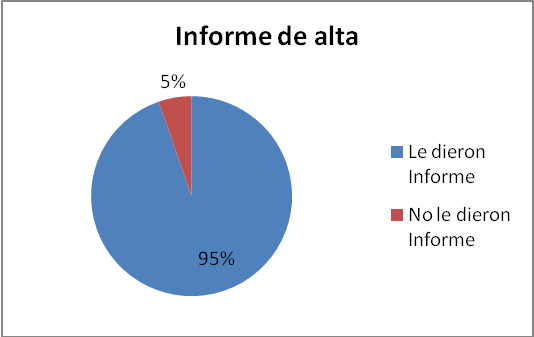 Informe de alta
5%
95%
Le dieron
Informe
No le dieron
Informe